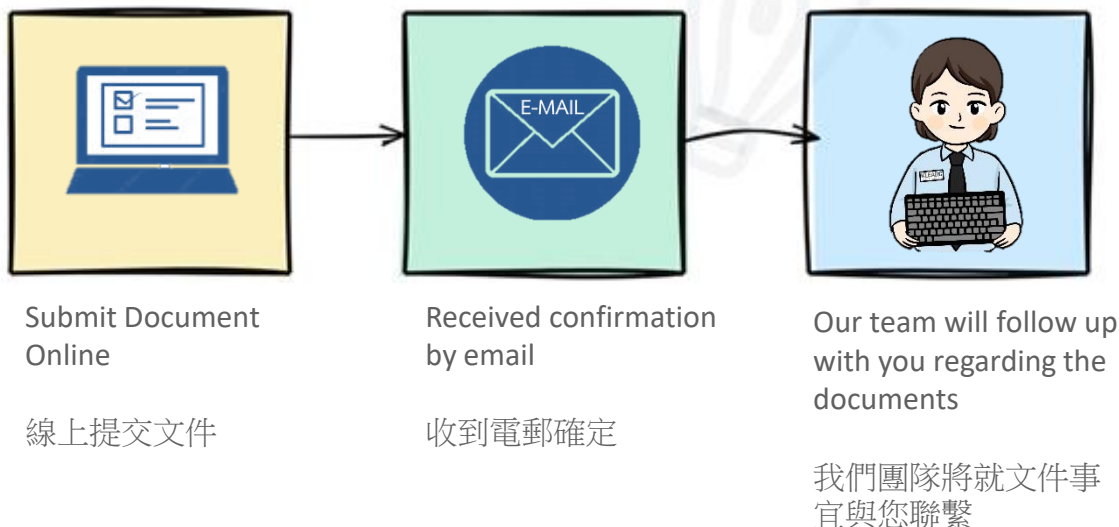 E-MAIL
Submit Document
Online
線上提交文件
Received confirmation
by email
收到電郵確定
Our team will follow up
with you regarding the
documents
我們團隊將就文件事
宜與您聯繫